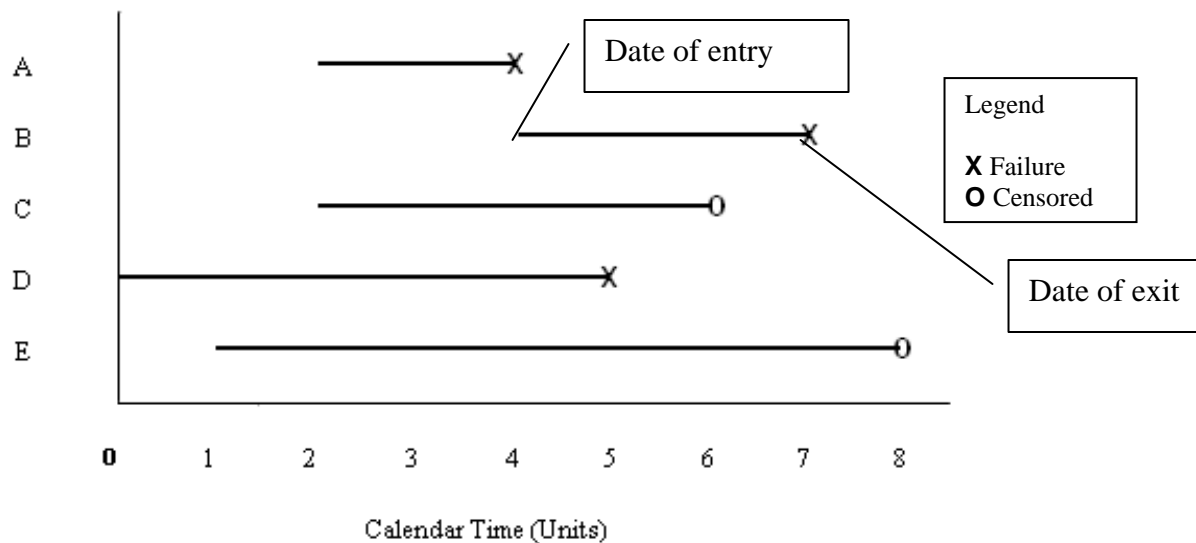 A
B
C
D
E
X
X
O
X
O
Date of entry
Legend
X Failure
O Censored
Date of exit
0 1 2 3 4 5 6 7 8
Calendar Time (Units)